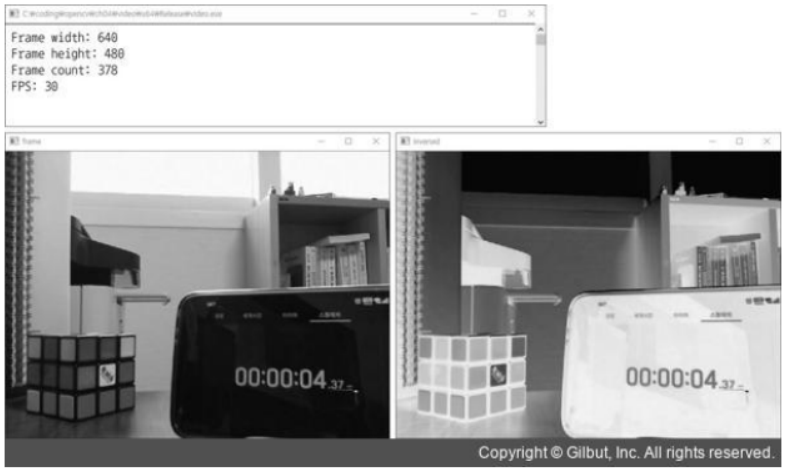 Frame width: 640
Frame height: 480
Frame count: 378
FPS: 30
frame
inversed
00:00:04.37
00:00:04.37
Copyright © Gilbut, Inc. All rights reserved.